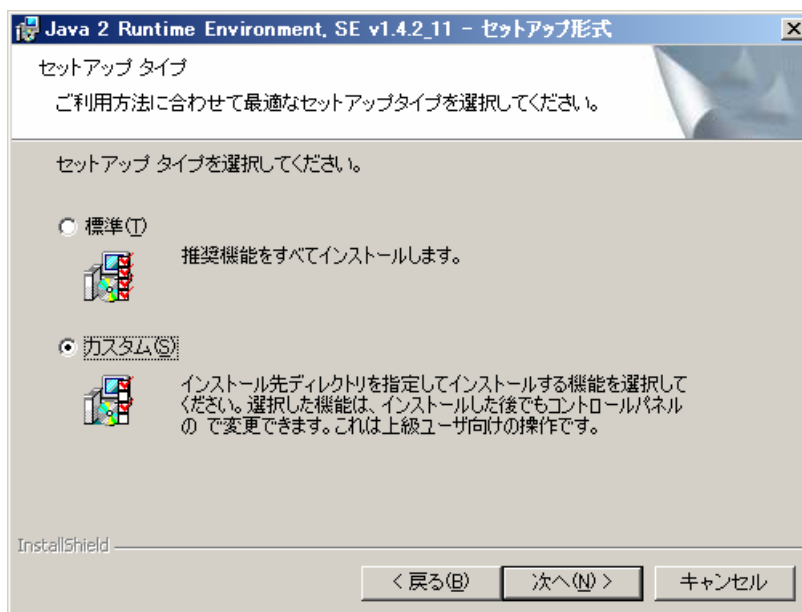 Java 2 Runtime Environment, SE v1.4.2_11 - セットアップ形式
セットアップ タイプ
ご利用方法に合わせて最適なセットアップタイプを選択してください。
セットアップ タイプを選択してください。
標準(T)
推奨機能をすべてインストールします。
カスタム(S)
インストール先ディレクトリを指定してインストールする機能を選択して
ください。選択した機能は、インストールした後でもコントロールパネル
の で変更できます。これは上級ユーザ向けの操作です。
InstallShield
< 戻る(B)
次へ(N) >
キャンセル